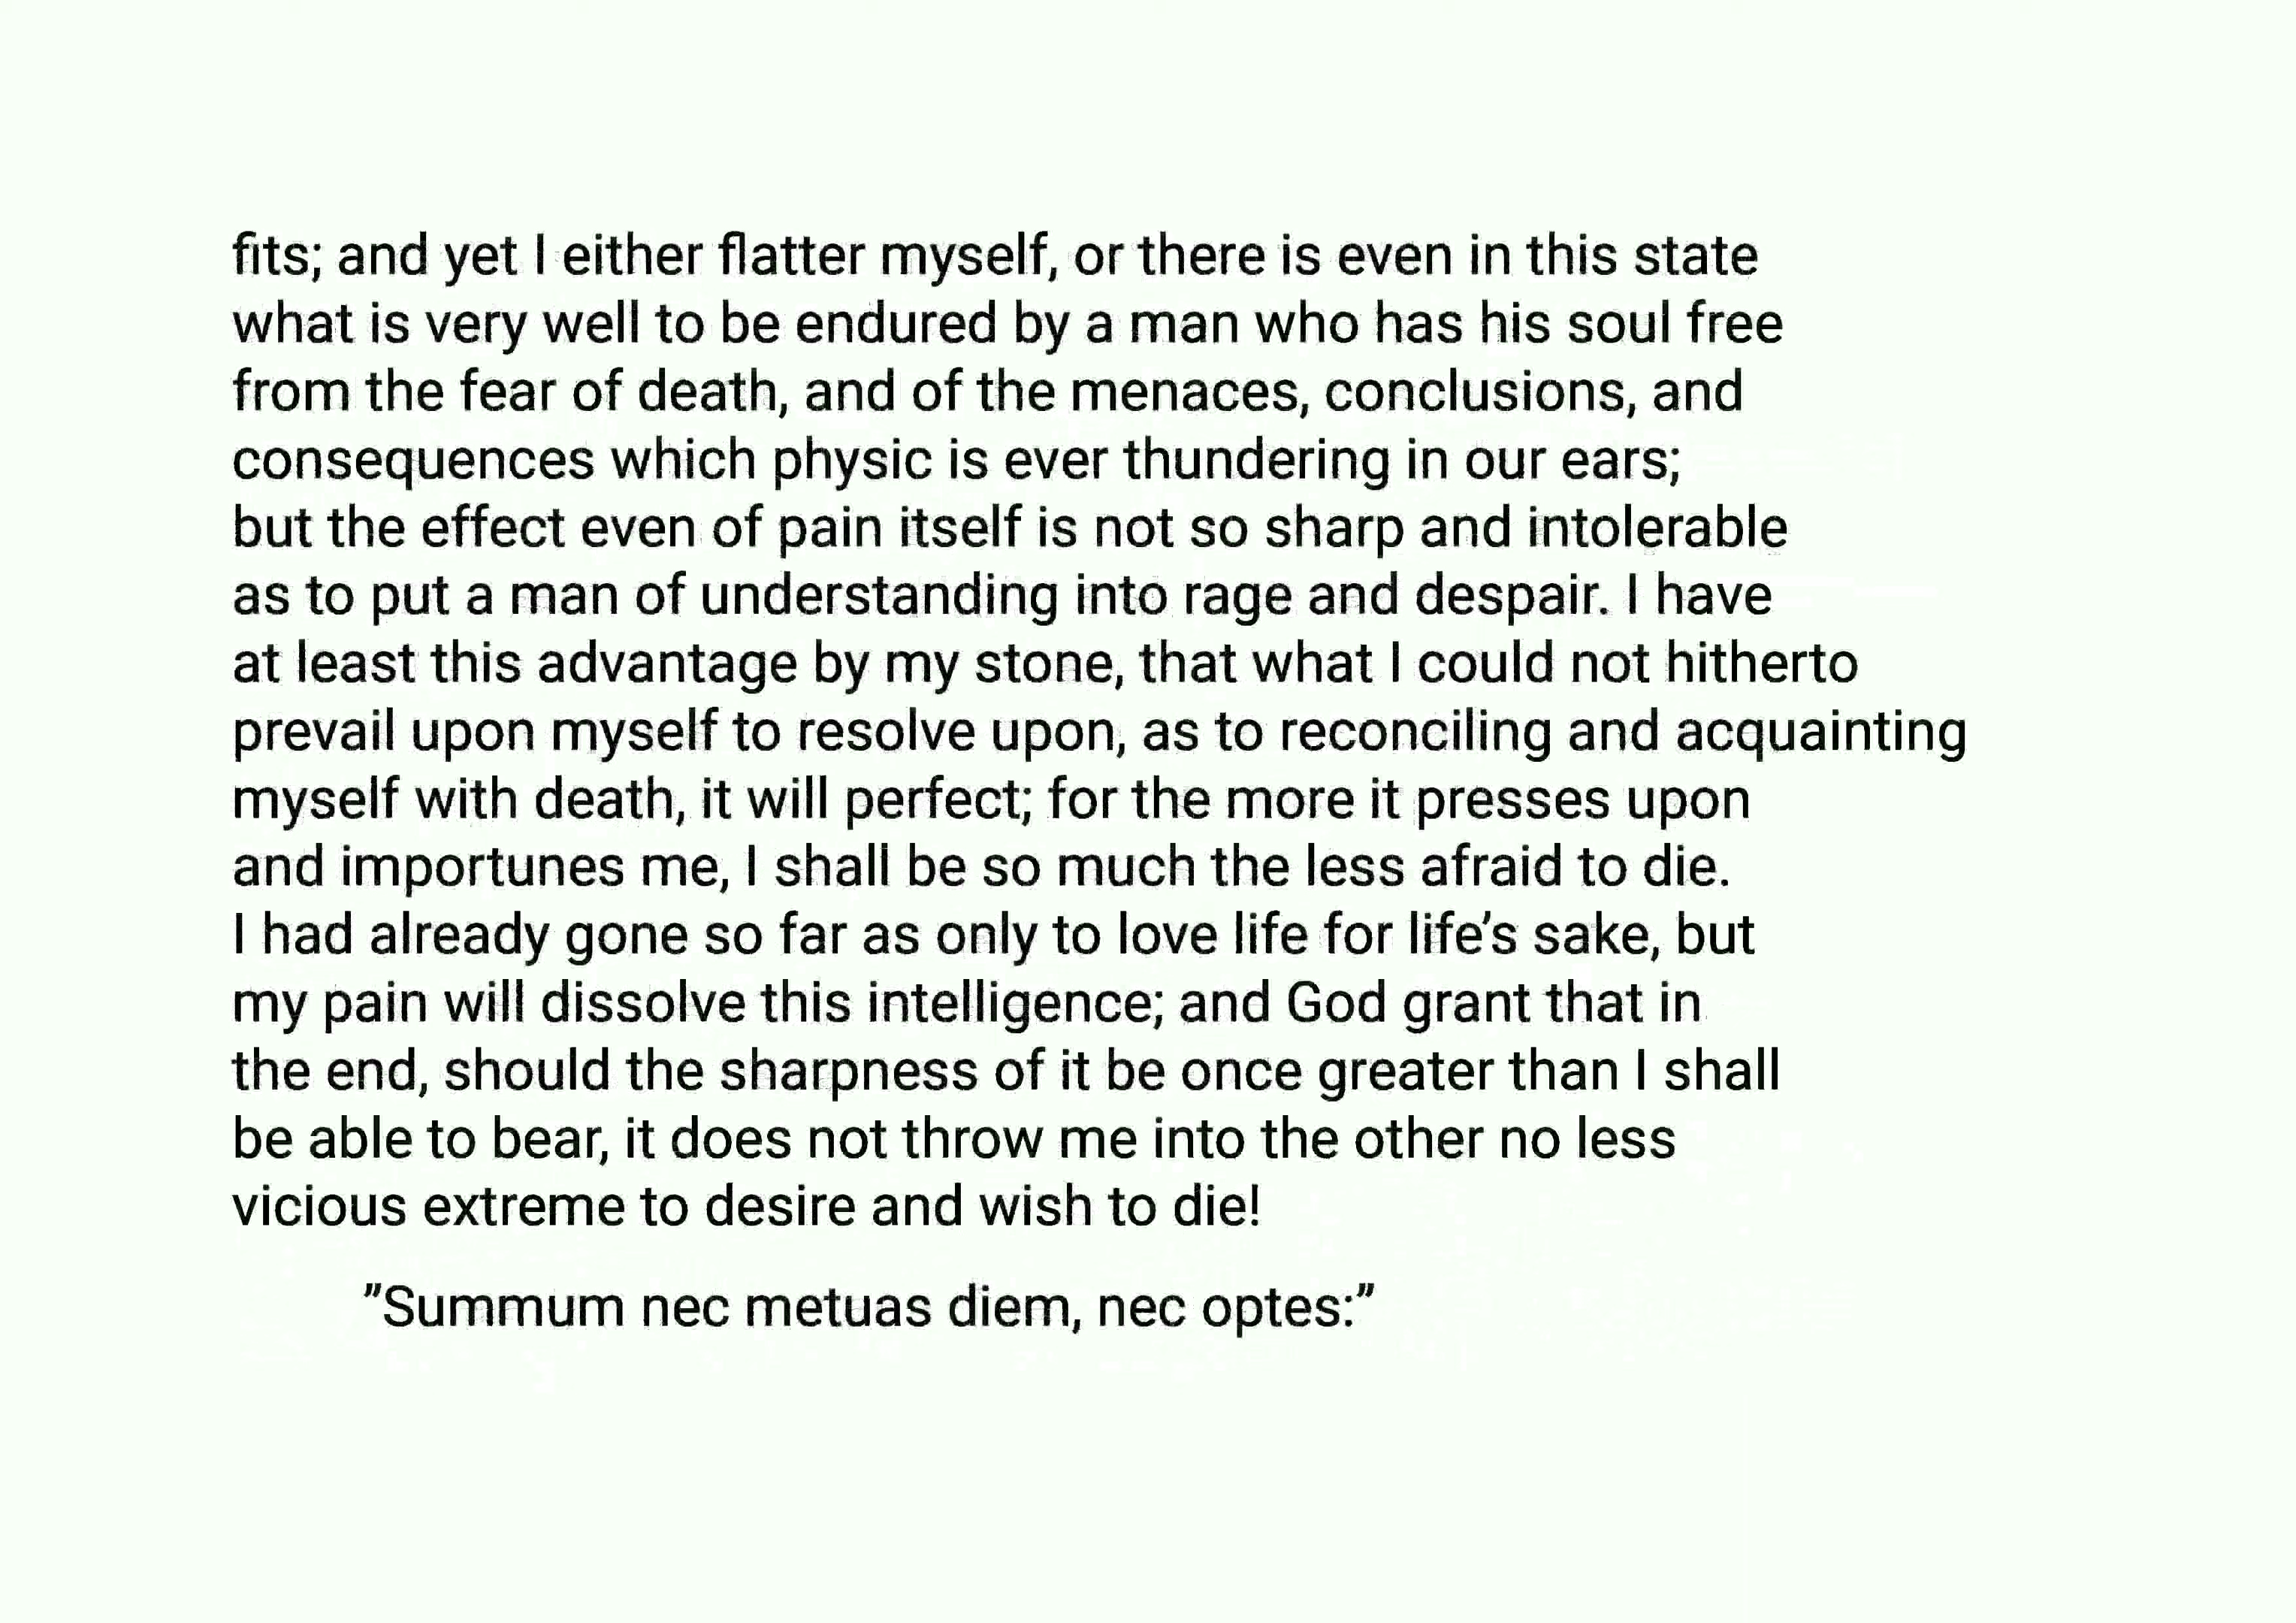 fits; and yet I either flatter myself, or there is even in this state
what is very well to be endured by a man who has his soul free
from the fear of death, and of the menaces, conclusions, and
consequences which physic is ever thundering in our ears;
but the effect even of pain itself is not so sharp and intolerable
as to put a man of understanding into rage and despair. I have
at least this advantage by my stone, that what I could not hitherto
prevail upon myself to resolve upon, as to reconciling and acquainting
myself with death, it will perfect; for the more it presses upon
and importunes me, I shall be so much the less afraid to die.
I had already gone so far as only to love life for life’s sake, but
my pain will dissolve this intelligence; and God grant that in
the end, should the sharpness of it be once greater than I shall
be able to bear, it does not throw me into the other no less
vicious extreme to desire and wish to die!
”Summum nec metuas diem, nec optes:”